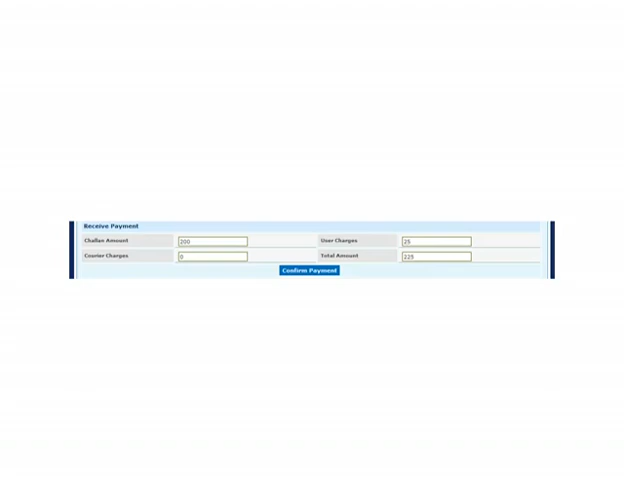 Receive Payment
Challan Amount 200 User Charges 25
Courier Charges 0 Total Amount 225
Confirm Payment